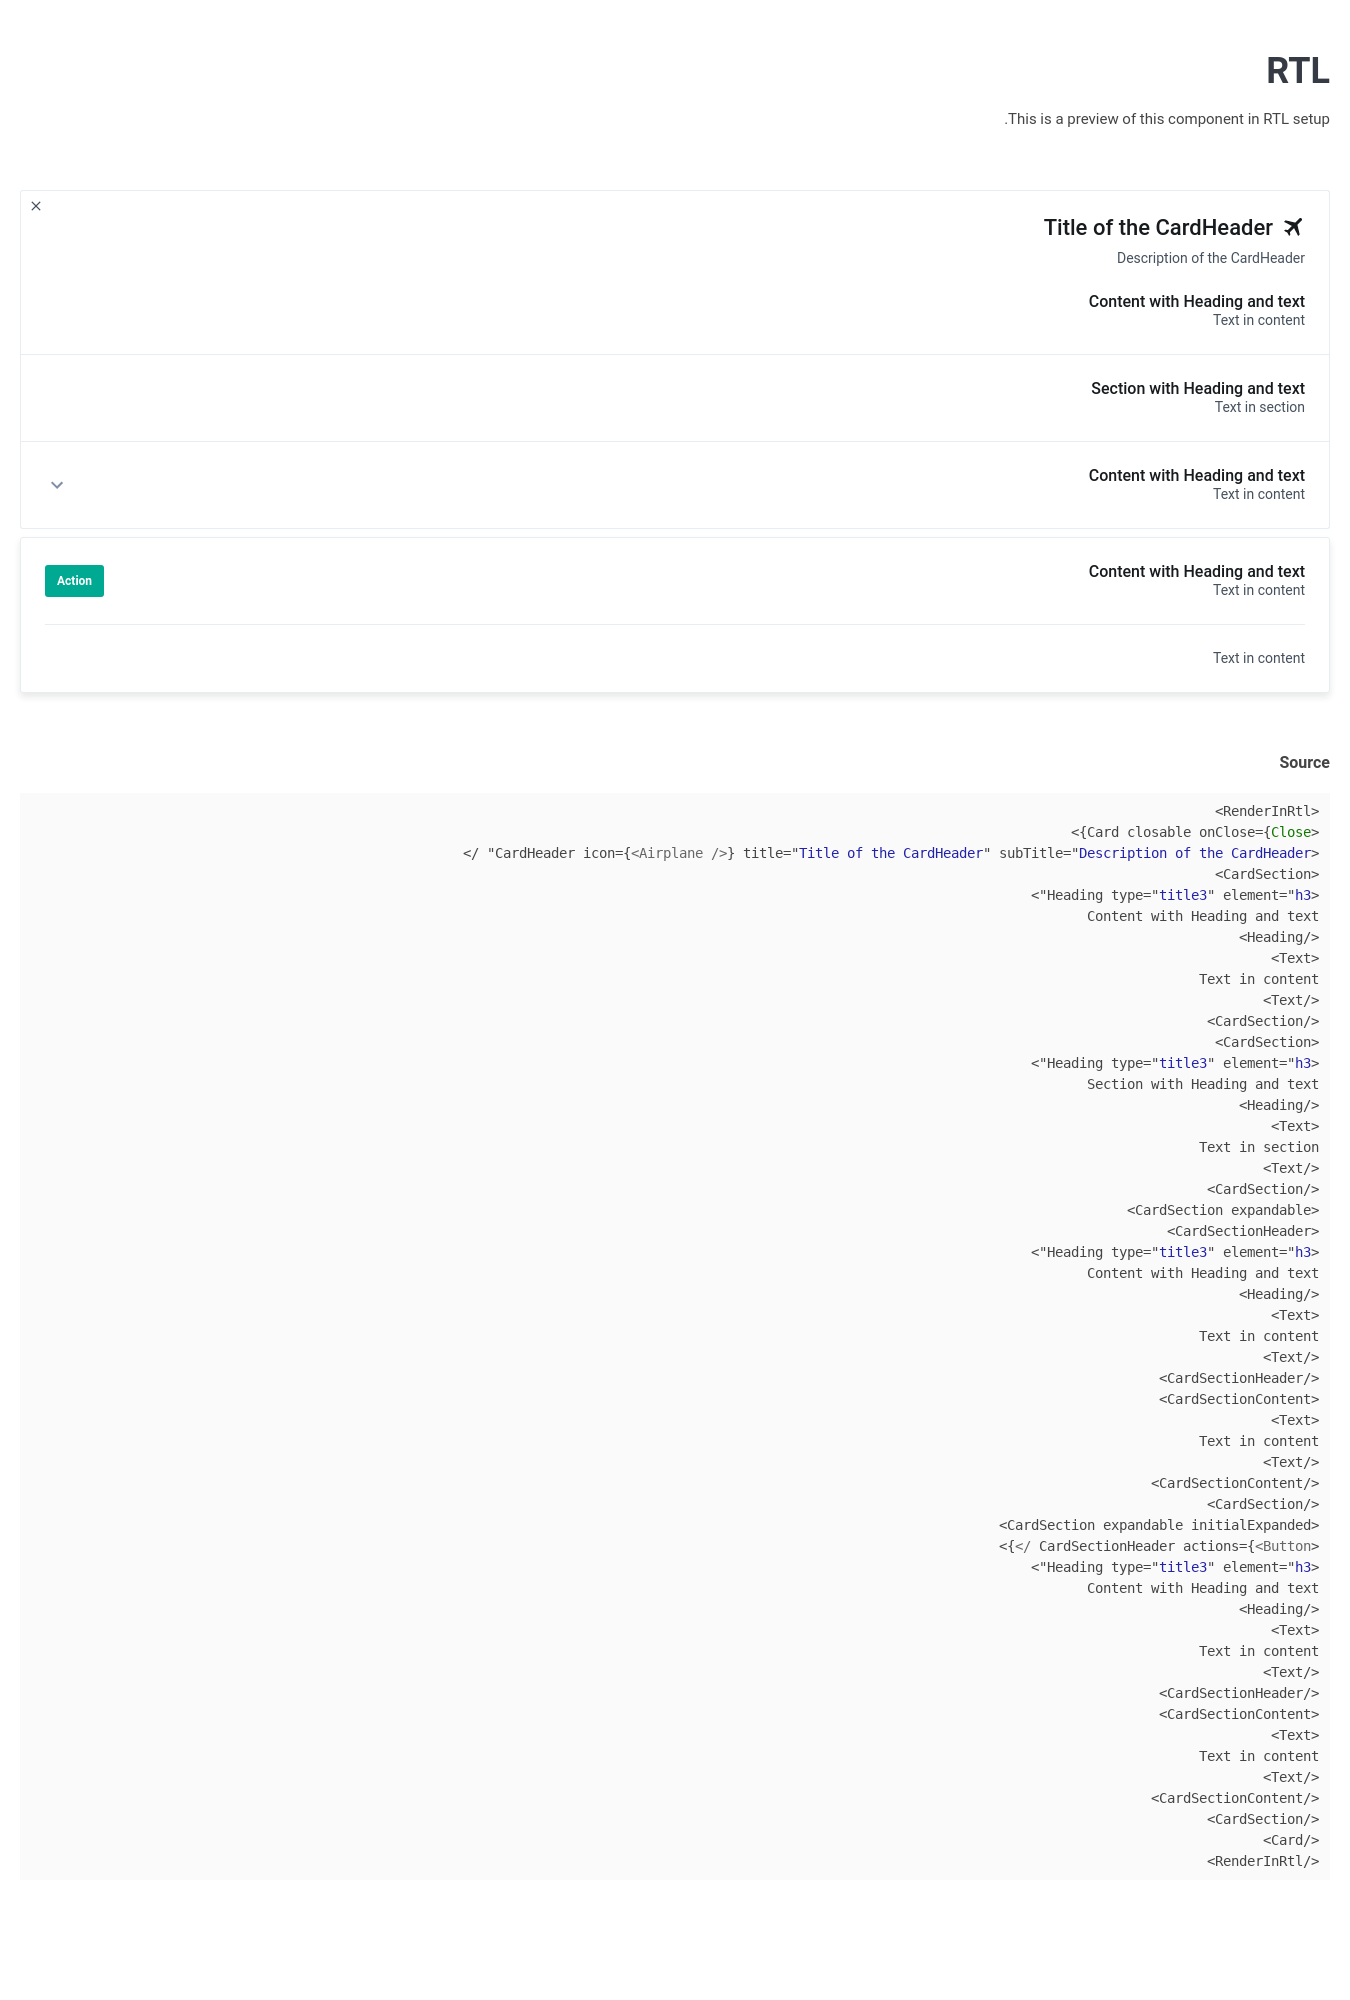 RTL
.This is a preview of this component in RTL setup
Title of the CardHeader
Description of the CardHeader
Content with Heading and text
Text in content
Section with Heading and text
Text in section
Content with Heading and text
Text in content
Content with Heading and text
Text in content
Action
Text in content
Source
<RenderInRtl>
<{Card closable onClose={Close>
</ "CardHeader icon={<Airplane />} title="Title of the CardHeader" subTitle="Description of the CardHeader>
<CardSection>
<"Heading type="title3" element="h3>
Content with Heading and text
<Heading/>
<Text>
Text in content
<Text/>
<CardSection/>
<CardSection>
<"Heading type="title3" element="h3>
Section with Heading and text
<Heading/>
<Text>
Text in section
<Text/>
<CardSection/>
<CardSection expandable>
<CardSectionHeader>
<"Heading type="title3" element="h3>
Content with Heading and text
<Heading/>
<Text>
Text in content
<Text/>
<CardSectionHeader/>
<CardSectionContent>
<Text>
Text in content
<Text/>
<CardSectionContent/>
<CardSection/>
<CardSection expandable initialExpanded>
<{</ CardSectionHeader actions={<Button>
<"Heading type="title3" element="h3>
Content with Heading and text
<Heading/>
<Text>
Text in content
<Text/>
<CardSectionHeader/>
<CardSectionContent>
<Text>
Text in content
<Text/>
<CardSectionContent/>
<CardSection/>
<Card/>
<RenderInRtl/>